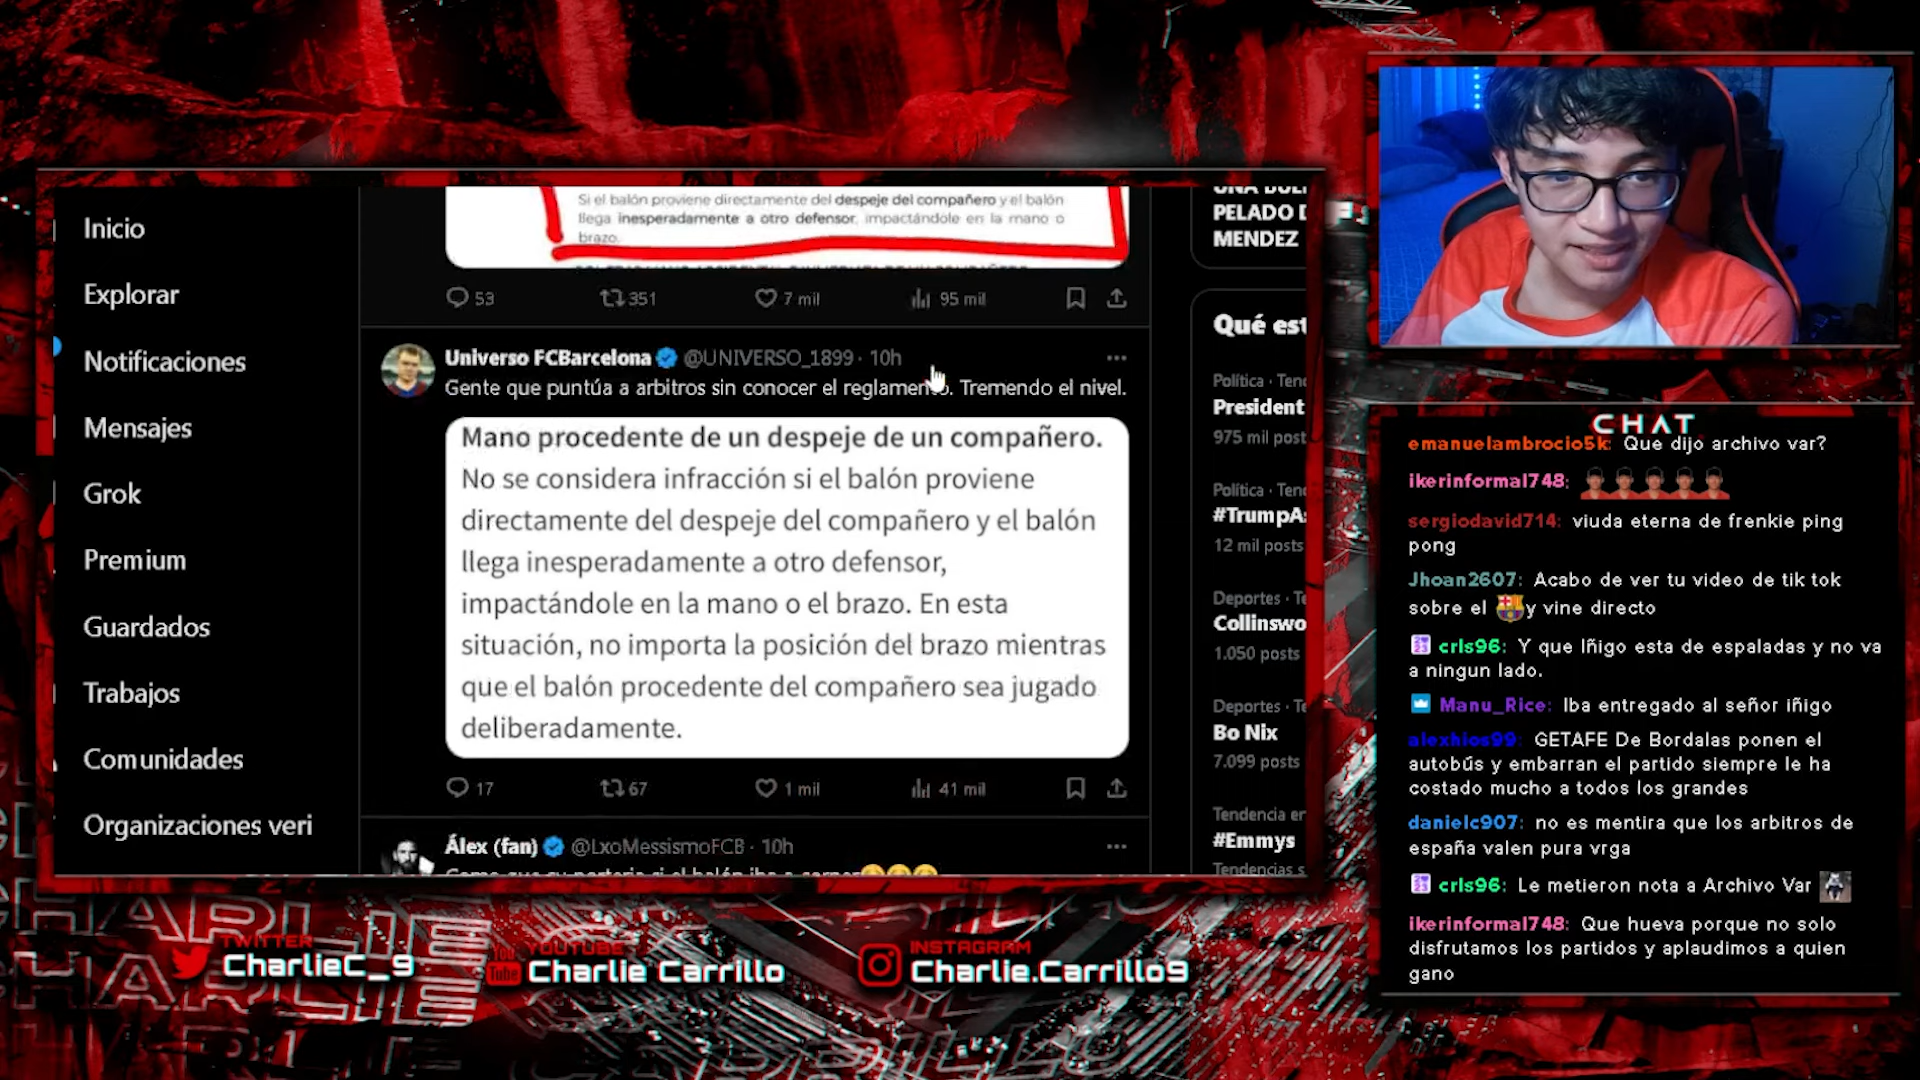 Inicio
Explorar
Notificaciones
Mensajes
Grok
Premium
Guardados
Trabajos
Comunidades
Organizaciones veri
Si el balón proviene directamente del despeje del compañero y el balón
llega inesperadamente a otro defensor, impactándole en la mano o
brazo.
53 351 7 mil 95 mil
Universo FCBarcelona @UNIVERSO_1899 · 10h
Gente que puntúa a arbitros sin conocer el reglamento. Tremendo el nivel.
Mano procedente de un despeje de un compañero.
No se considera infracción si el balón proviene
directamente del despeje del compañero y el balón
llega inesperadamente a otro defensor,
impactándole en la mano o el brazo. En esta
situación, no importa la posición del brazo mientras
que el balón procedente del compañero sea jugado
deliberadamente.
17 67 1 mil 41 mil
Álex (fan) @LxoMessismoFCB · 10h
PELADO D
MENDEZ
Qué est
Política · Tend
President
975 mil post
Política · Tend
#TrumpAs
12 mil posts
Deportes · Te
Collinswo
1.050 posts
Deportes · Te
Bo Nix
7.099 posts
Tendencia en
#Emmys
Tendencias s
CHAT
emanuelambrocio5k: Que dijo archivo var?
ikerinformal748:
sergiodavid714: viuda eterna de frenkie ping
pong
Jhoan2607: Acabo de ver tu video de tik tok
sobre el y vine directo
crls96: Y que Iñigo esta de espaladas y no va
a ningun lado.
Manu_Rice: Iba entregado al señor iñigo
alexhios99: GETAFE De Bordalas ponen el
autobús y embarran el partido siempre le ha
costado mucho a todos los grandes
danielc907: no es mentira que los arbitros de
españa valen pura vrga
crls96: Le metieron nota a Archivo Var
ikerinformal748: Que hueva porque no solo
disfrutamos los partidos y aplaudimos a quien
gano
TWITTER
CharlieC_9
YOUTUBE
Charlie Carrillo
INSTAGRAM
Charlie.Carrillo9